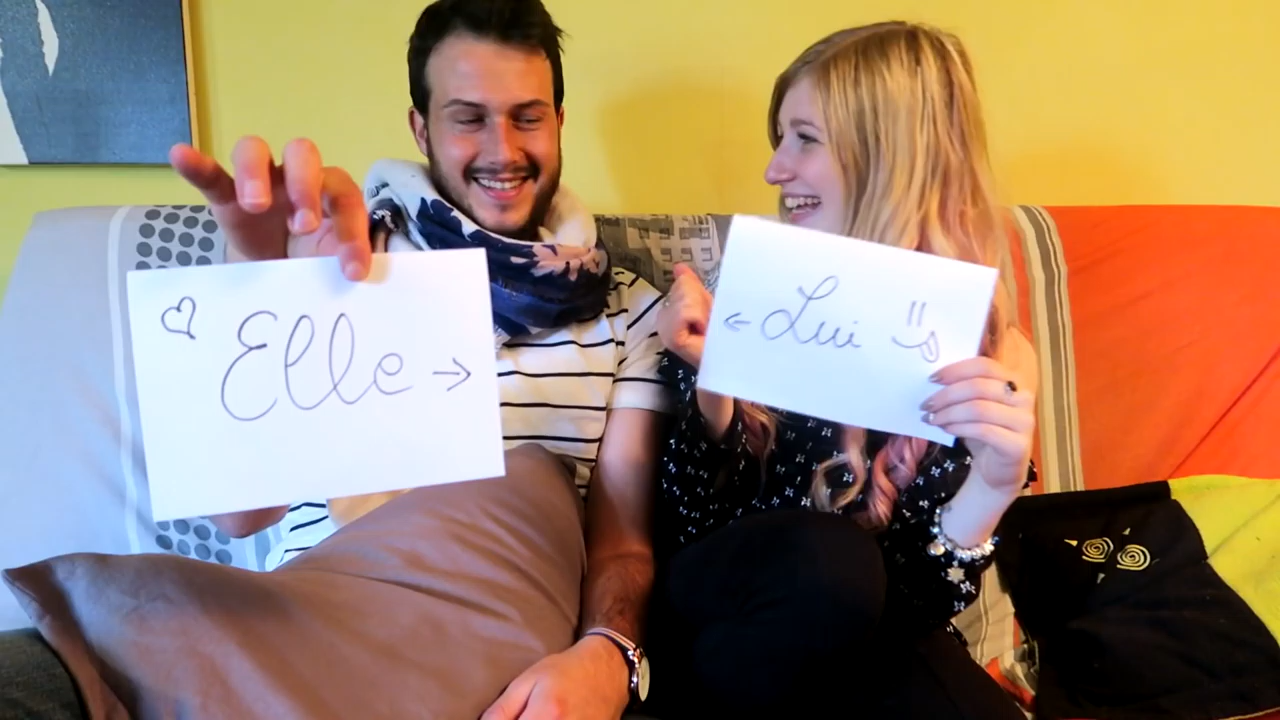 ♡ Elle →
← Lui =P